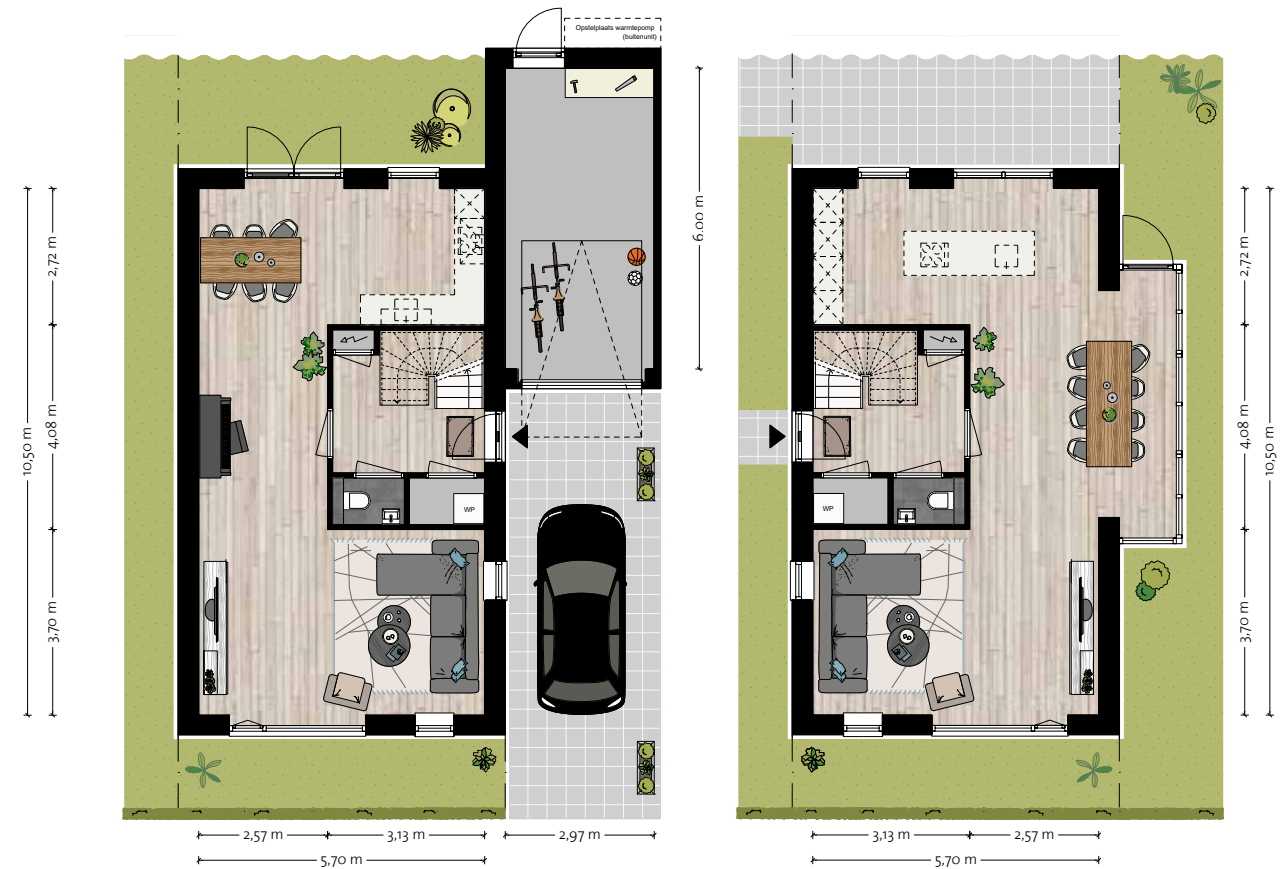 Opstelplaats warmtepomp
(buitenunit)
6.00 m
2,72 m
4,08 m
10,50 m
3,70 m
WP
2,57 m
3,13 m
2,97 m
5,70 m
2,72 m
4,08 m
10,50 m
3,70 m
WP
3,13 m
2,57 m
5,70 m